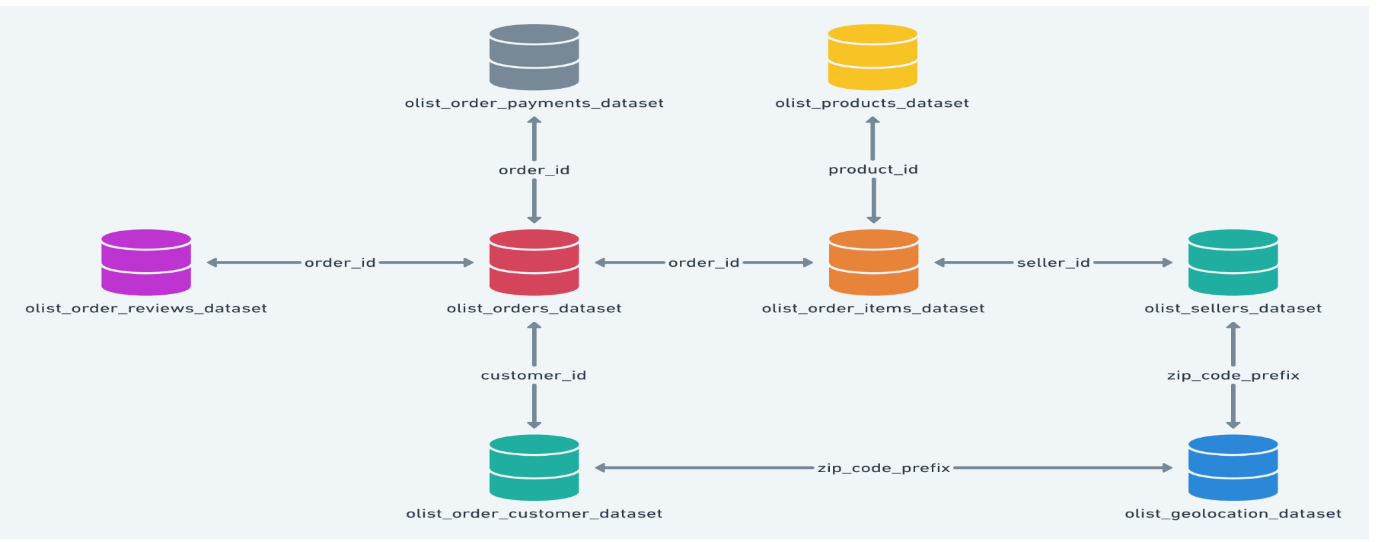 olist_order_payments_dataset
olist_products_dataset
order_id
product_id
order_id
order_id
seller_id
olist_order_reviews_dataset
olist_orders_dataset
olist_order_items_dataset
olist_sellers_dataset
customer_id
zip_code_prefix
zip_code_prefix
olist_order_customer_dataset
olist_geolocation_dataset